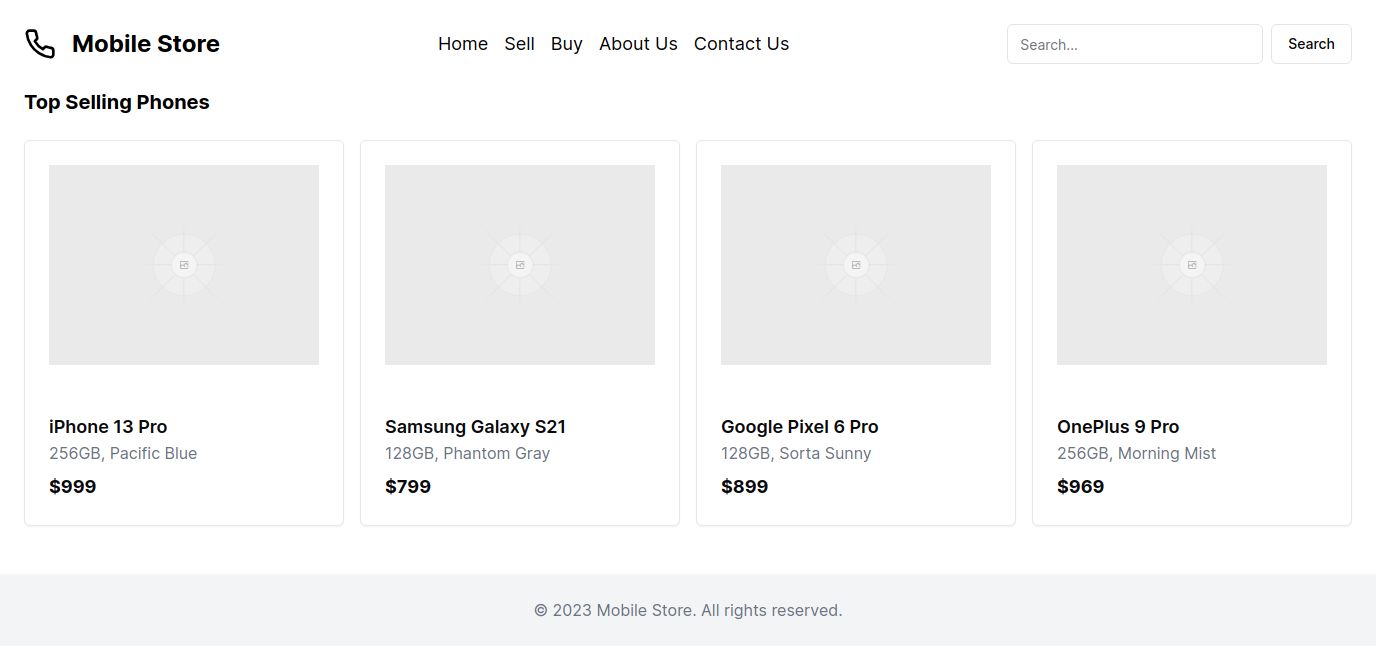 Mobile Store
Home Sell Buy About Us Contact Us
Search...
Search
Top Selling Phones
iPhone 13 Pro
256GB, Pacific Blue
$999
Samsung Galaxy S21
128GB, Phantom Gray
$799
Google Pixel 6 Pro
128GB, Sorta Sunny
$899
OnePlus 9 Pro
256GB, Morning Mist
$969
© 2023 Mobile Store. All rights reserved.